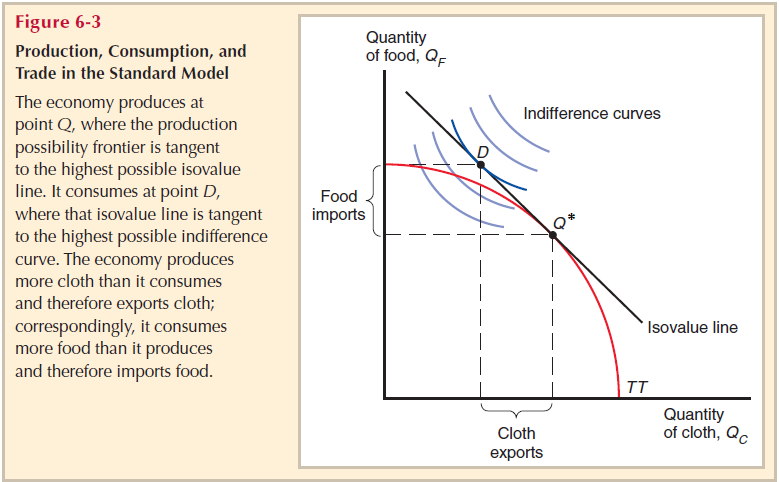 Figure 6-3
Production, Consumption, and
Trade in the Standard Model
The economy produces at
point Q, where the production
possibility frontier is tangent
to the highest possible isovalue
line. It consumes at point D,
where that isovalue line is tangent
to the highest possible indifference
curve. The economy produces
more cloth than it consumes
and therefore exports cloth;
correspondingly, it consumes
more food than it produces
and therefore imports food.
Quantity
of food, QF
Indifference curves
D
Food
imports
Q*
Isovalue line
TT
Quantity
of cloth, QC
Cloth
exports